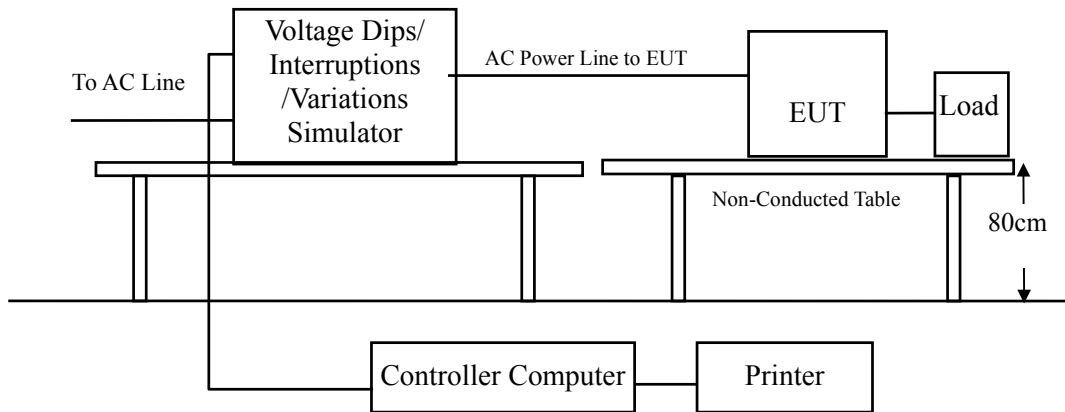 Voltage Dips/
Interruptions
/Variations
Simulator
To AC Line
AC Power Line to EUT
EUT
Load
Non-Conducted Table
80cm
Controller Computer
Printer